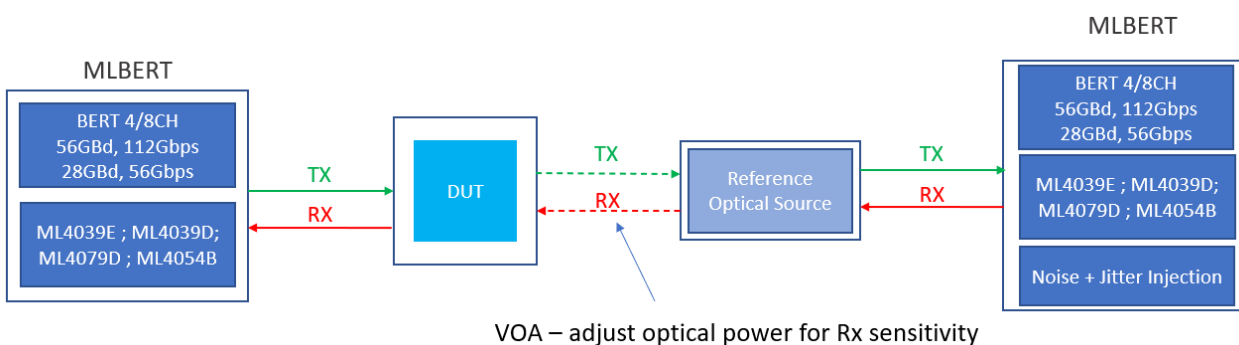 MLBERT
BERT 4/8CH
56GBd, 112Gbps
28GBd, 56Gbps
ML4039E ; ML4039D;
ML4079D ; ML4054B
TX
RX
DUT
TX
RX
Reference
Optical Source
TX
RX
MLBERT
BERT 4/8CH
56GBd, 112Gbps
28GBd, 56Gbps
ML4039E ; ML4039D;
ML4079D ; ML4054B
Noise + Jitter Injection
VOA – adjust optical power for Rx sensitivity